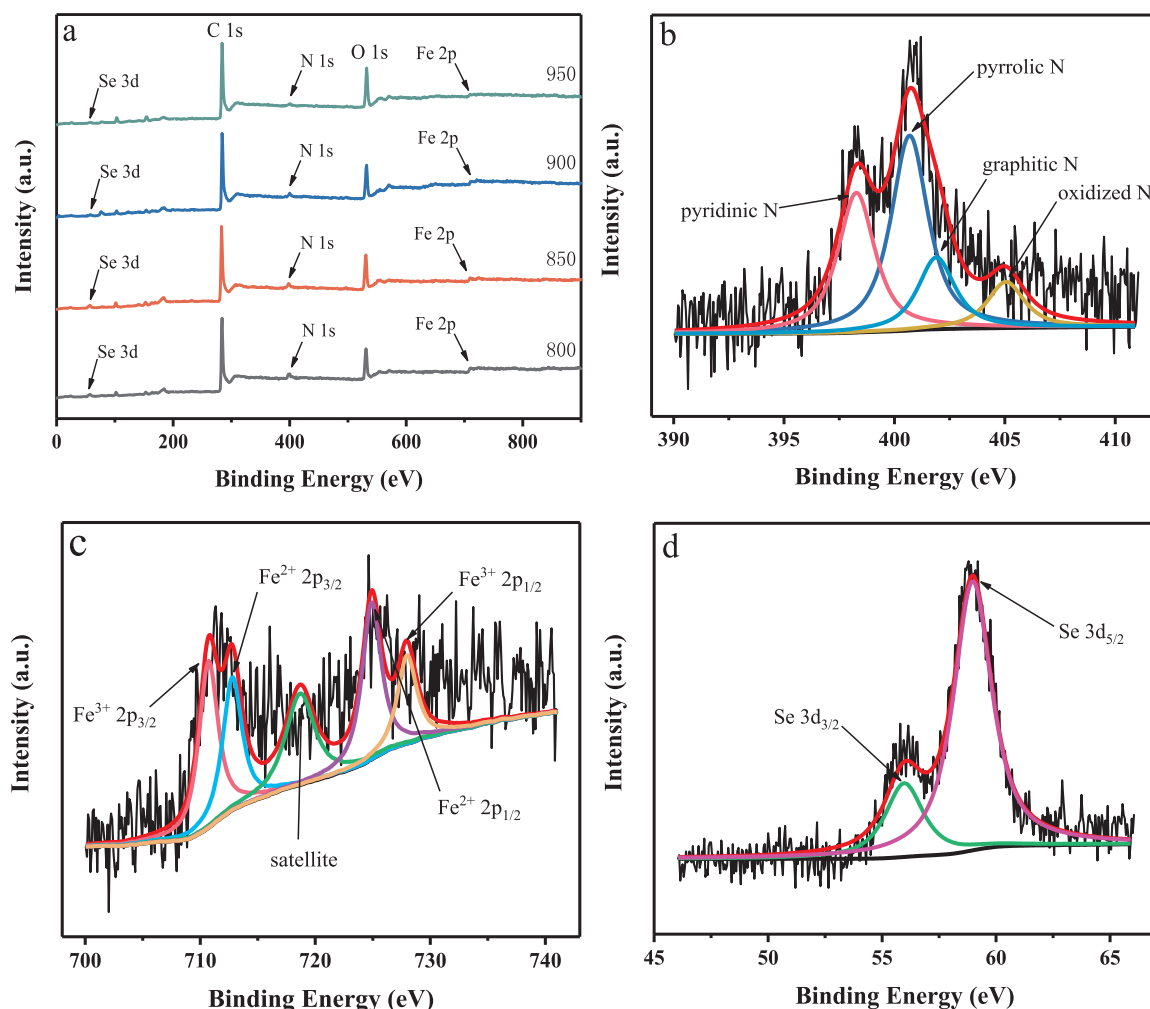 a
C 1s
N 1s
O 1s
Fe 2p
950
Se 3d
N 1s
Fe 2p
900
Se 3d
N 1s
Fe 2p
850
Se 3d
N 1s
Fe 2p
800
Se 3d
Intensity (a.u.)
0 200 400 600 800
Binding Energy (eV)
b
pyrrolic N
graphitic N
oxidized N
pyridinic N
Intensity (a.u.)
390 395 400 405 410
Binding Energy (eV)
c
Fe²⁺ 2p₃/₂
Fe³⁺ 2p₁/₂
Fe³⁺ 2p₃/₂
Fe²⁺ 2p₁/₂
satellite
Intensity (a.u.)
700 710 720 730 740
Binding Energy (eV)
d
Se 3d₅/₂
Se 3d₃/₂
Intensity (a.u.)
45 50 55 60 65
Binding Energy (eV)